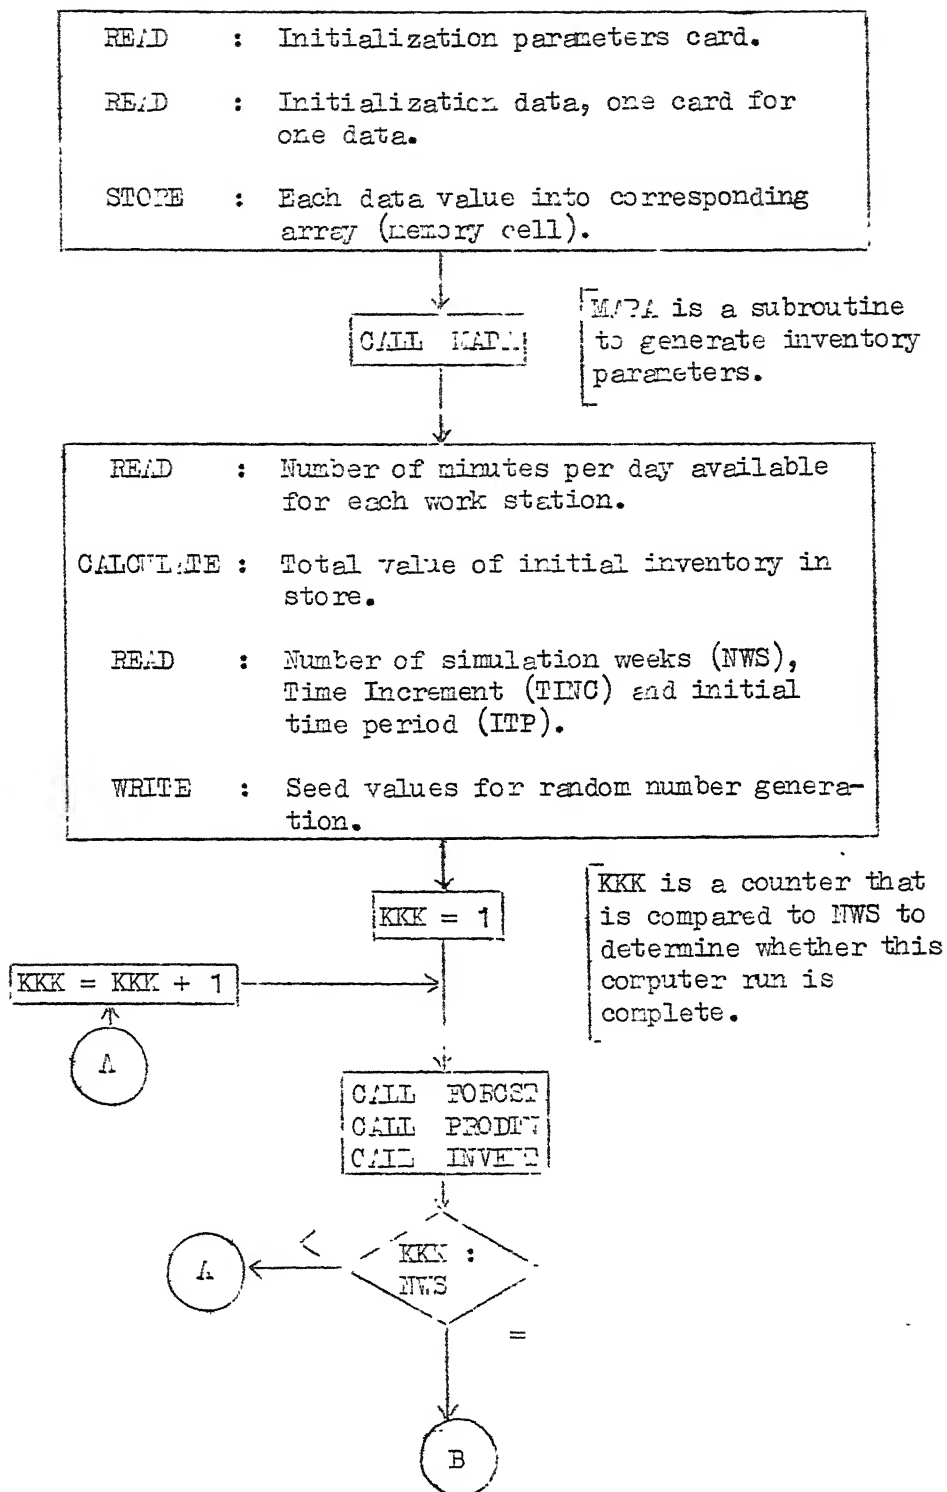 READ : Initialization parameters card.
READ : Initialization data, one card for
one data.
STORE : Each data value into corresponding
array (memory cell).
CALL MAPA
MAPA is a subroutine
to generate inventory
parameters.
READ : Number of minutes per day available
for each work station.
CALCULATE : Total value of initial inventory in
store.
READ : Number of simulation weeks (NWS),
Time Increment (TINC) and initial
time period (ITP).
WRITE : Seed values for random number genera-
tion.
KKK = 1
KKK is a counter that
is compared to NWS to
determine whether this
computer run is
complete.
KKK = KKK + 1
A
CALL FORCST
CALL PRODTN
CALL INVENT
<
KKK :
NWS
A
=
B